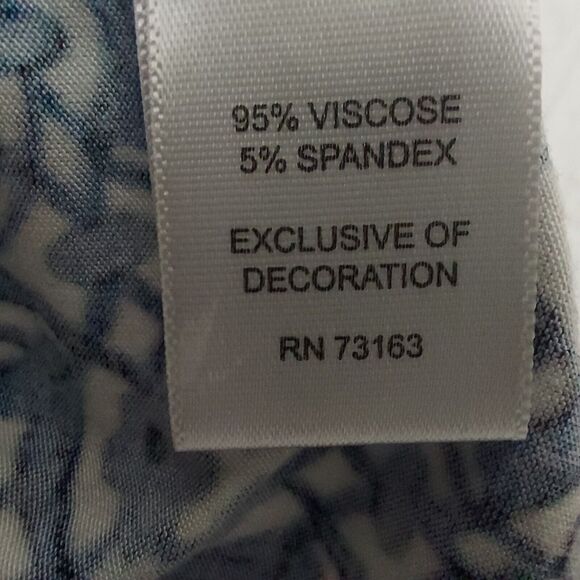 95% VISCOSE
5% SPANDEX
EXCLUSIVE OF
DECORATION
RN 73163